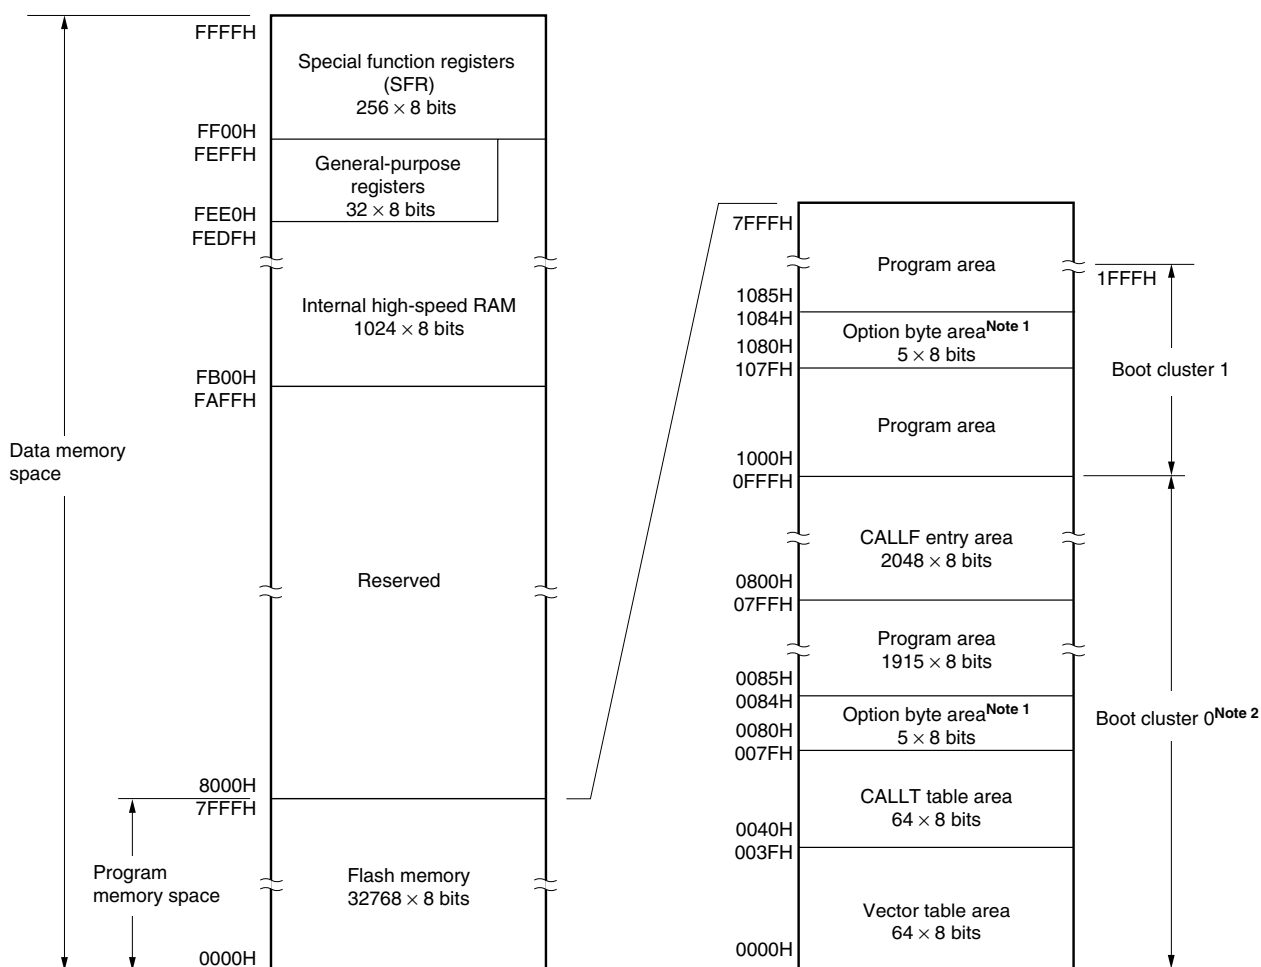 FFFFH
Special function registers
(SFR)
256 × 8 bits
FF00H
FEFFH
General-purpose
registers
32 × 8 bits
FEE0H
FEDFH
Internal high-speed RAM
1024 × 8 bits
FB00H
FAFFH
Data memory
space
Reserved
8000H
7FFFH
Program
memory space
Flash memory
32768 × 8 bits
0000H
7FFFH
Program area
1FFFH
1085H
1084H
Option byte areaNote 1
5 × 8 bits
1080H
107FH
Boot cluster 1
Program area
1000H
0FFFH
CALLF entry area
2048 × 8 bits
0800H
07FFH
Program area
1915 × 8 bits
0085H
0084H
Option byte areaNote 1
5 × 8 bits
Boot cluster 0Note 2
0080H
007FH
CALLT table area
64 × 8 bits
0040H
003FH
Vector table area
64 × 8 bits
0000H